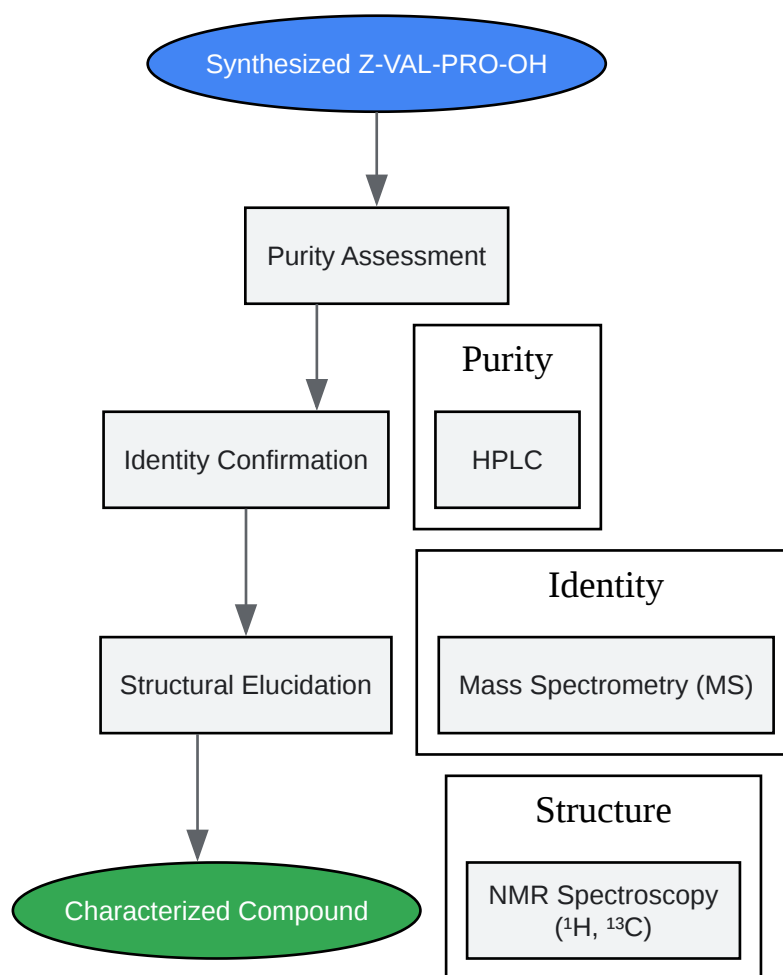 Synthesized Z-VAL-PRO-OH
Purity Assessment
Purity
Identity Confirmation
HPLC
Identity
Structural Elucidation
Mass Spectrometry (MS)
Structure
Characterized Compound
NMR Spectroscopy
(¹H, ¹³C)